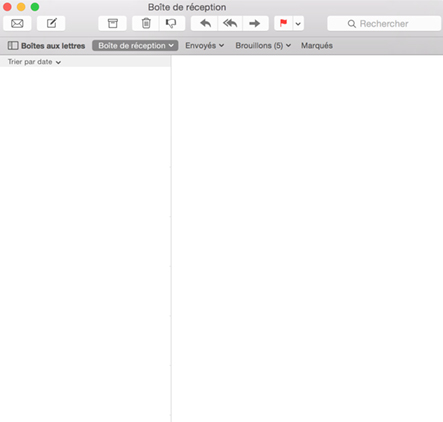 Boîte de réception
Rechercher
Boîtes aux lettres Boîte de réception Envoyés Brouillons (5) Marqués
Trier par date